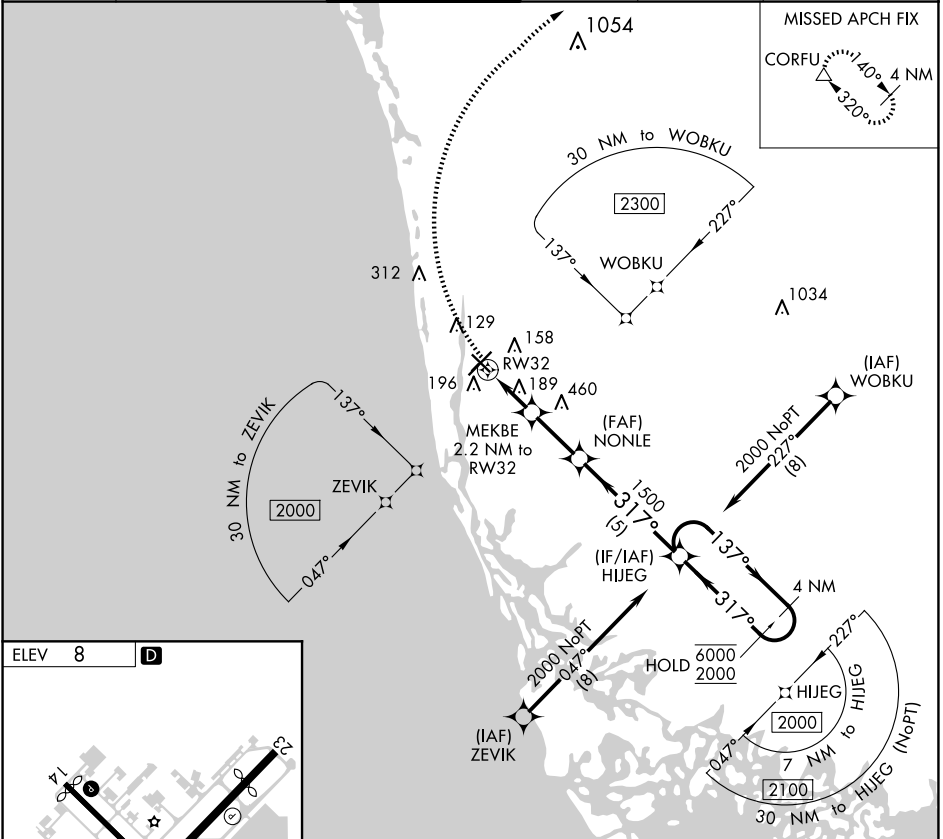 1054
MISSED APCH FIX
CORFU
140°
4 NM
320°
30 NM to WOBKU
2300
137°
227°
WOBKU
312
1034
129
158
RW32
196
189
460
(IAF)
WOBKU
MEKBE
2.2 NM to
RW32
(FAF)
NONLE
2000 NoPT
227°
(8)
30 NM to ZEVIK
137°
ZEVIK
2000
047°
1500
317°
(5)
(IF/IAF)
HIJEG
137°
317°
4 NM
HOLD
6000
2000
2000 NoPT
047°
(8)
(IAF)
ZEVIK
227°
HIJEG
2000
047°
7 NM to HIJEG
2100
30 NM to HIJEG (NoPT)
ELEV 8
D
14
23
P
P